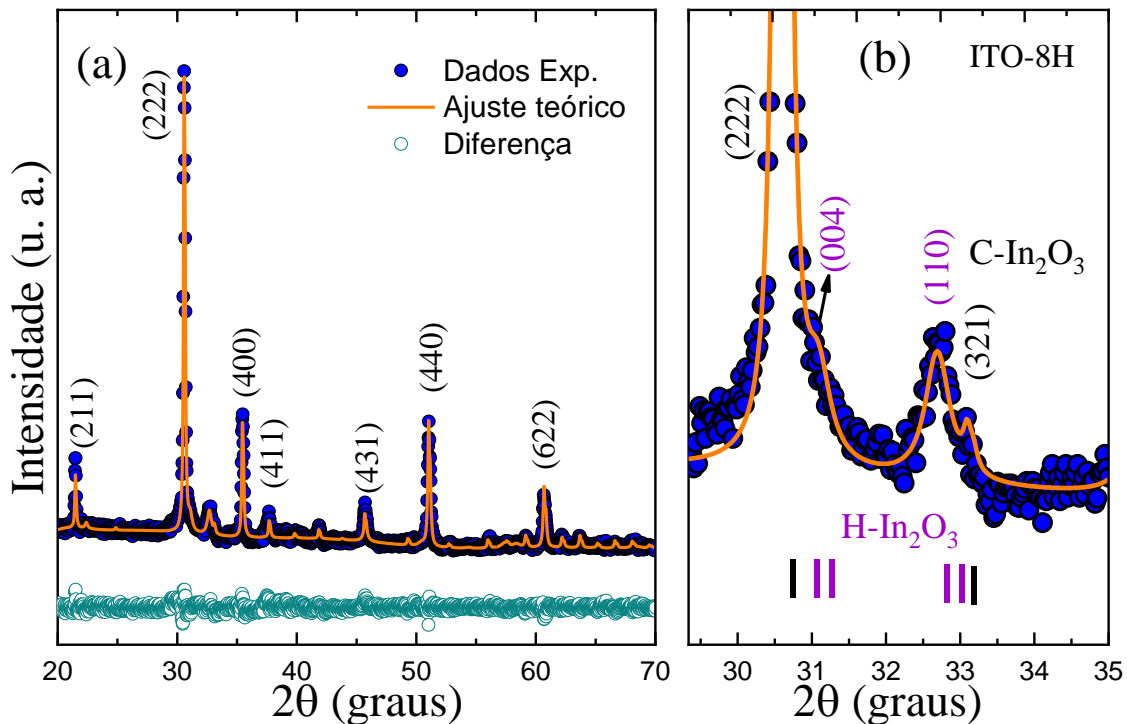 (a)
Dados Exp.
Ajuste teórico
Diferença
(222)
(211)
(400)
(411)
(431)
(440)
(622)
Intensidade (u. a.)
20 30 40 50 60 70
2θ (graus)
(b)
ITO-8H
(222)
(004)
C-In₂O₃
(110)
(321)
H-In₂O₃
30 31 32 33 34 35
2θ (graus)